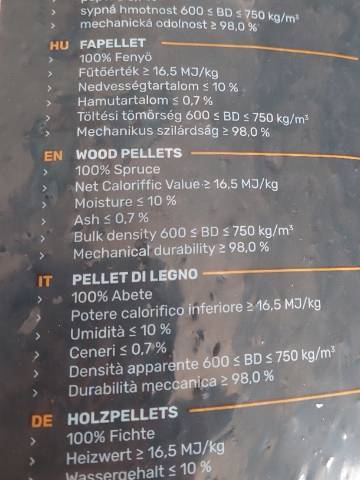 sypná hmotnost 600 ≤ BD ≤ 750 kg/m³
mechanická odolnost ≥ 98,0 %
HU FAPELLET
› 100% Fenyö
› Fűtőérték ≥ 16,5 MJ/kg
› Nedvességtartalom ≤ 10 %
› Hamutartalom ≤ 0,7 %
› Töltési tömörség 600 ≤ BD ≤ 750 kg/m³
› Mechanikus szilárdság ≥ 98,0 %
EN WOOD PELLETS
› 100% Spruce
› Net Caloriffic Value ≥ 16,5 MJ/kg
› Moisture ≤ 10 %
› Ash ≤ 0,7 %
› Bulk density 600 ≤ BD ≤ 750 kg/m³
› Mechanical durability ≥ 98,0 %
IT PELLET DI LEGNO
› 100% Abete
› Potere calorifico inferiore ≥ 16,5 MJ/kg
› Umidità ≤ 10 %
› Ceneri ≤ 0,7 %
› Densità apparente 600 ≤ BD ≤ 750 kg/m³
› Durabilità meccanica ≥ 98,0 %
DE HOLZPELLETS
› 100% Fichte
› Heizwert ≥ 16,5 MJ/kg
› Wassergehalt ≤ 10 %